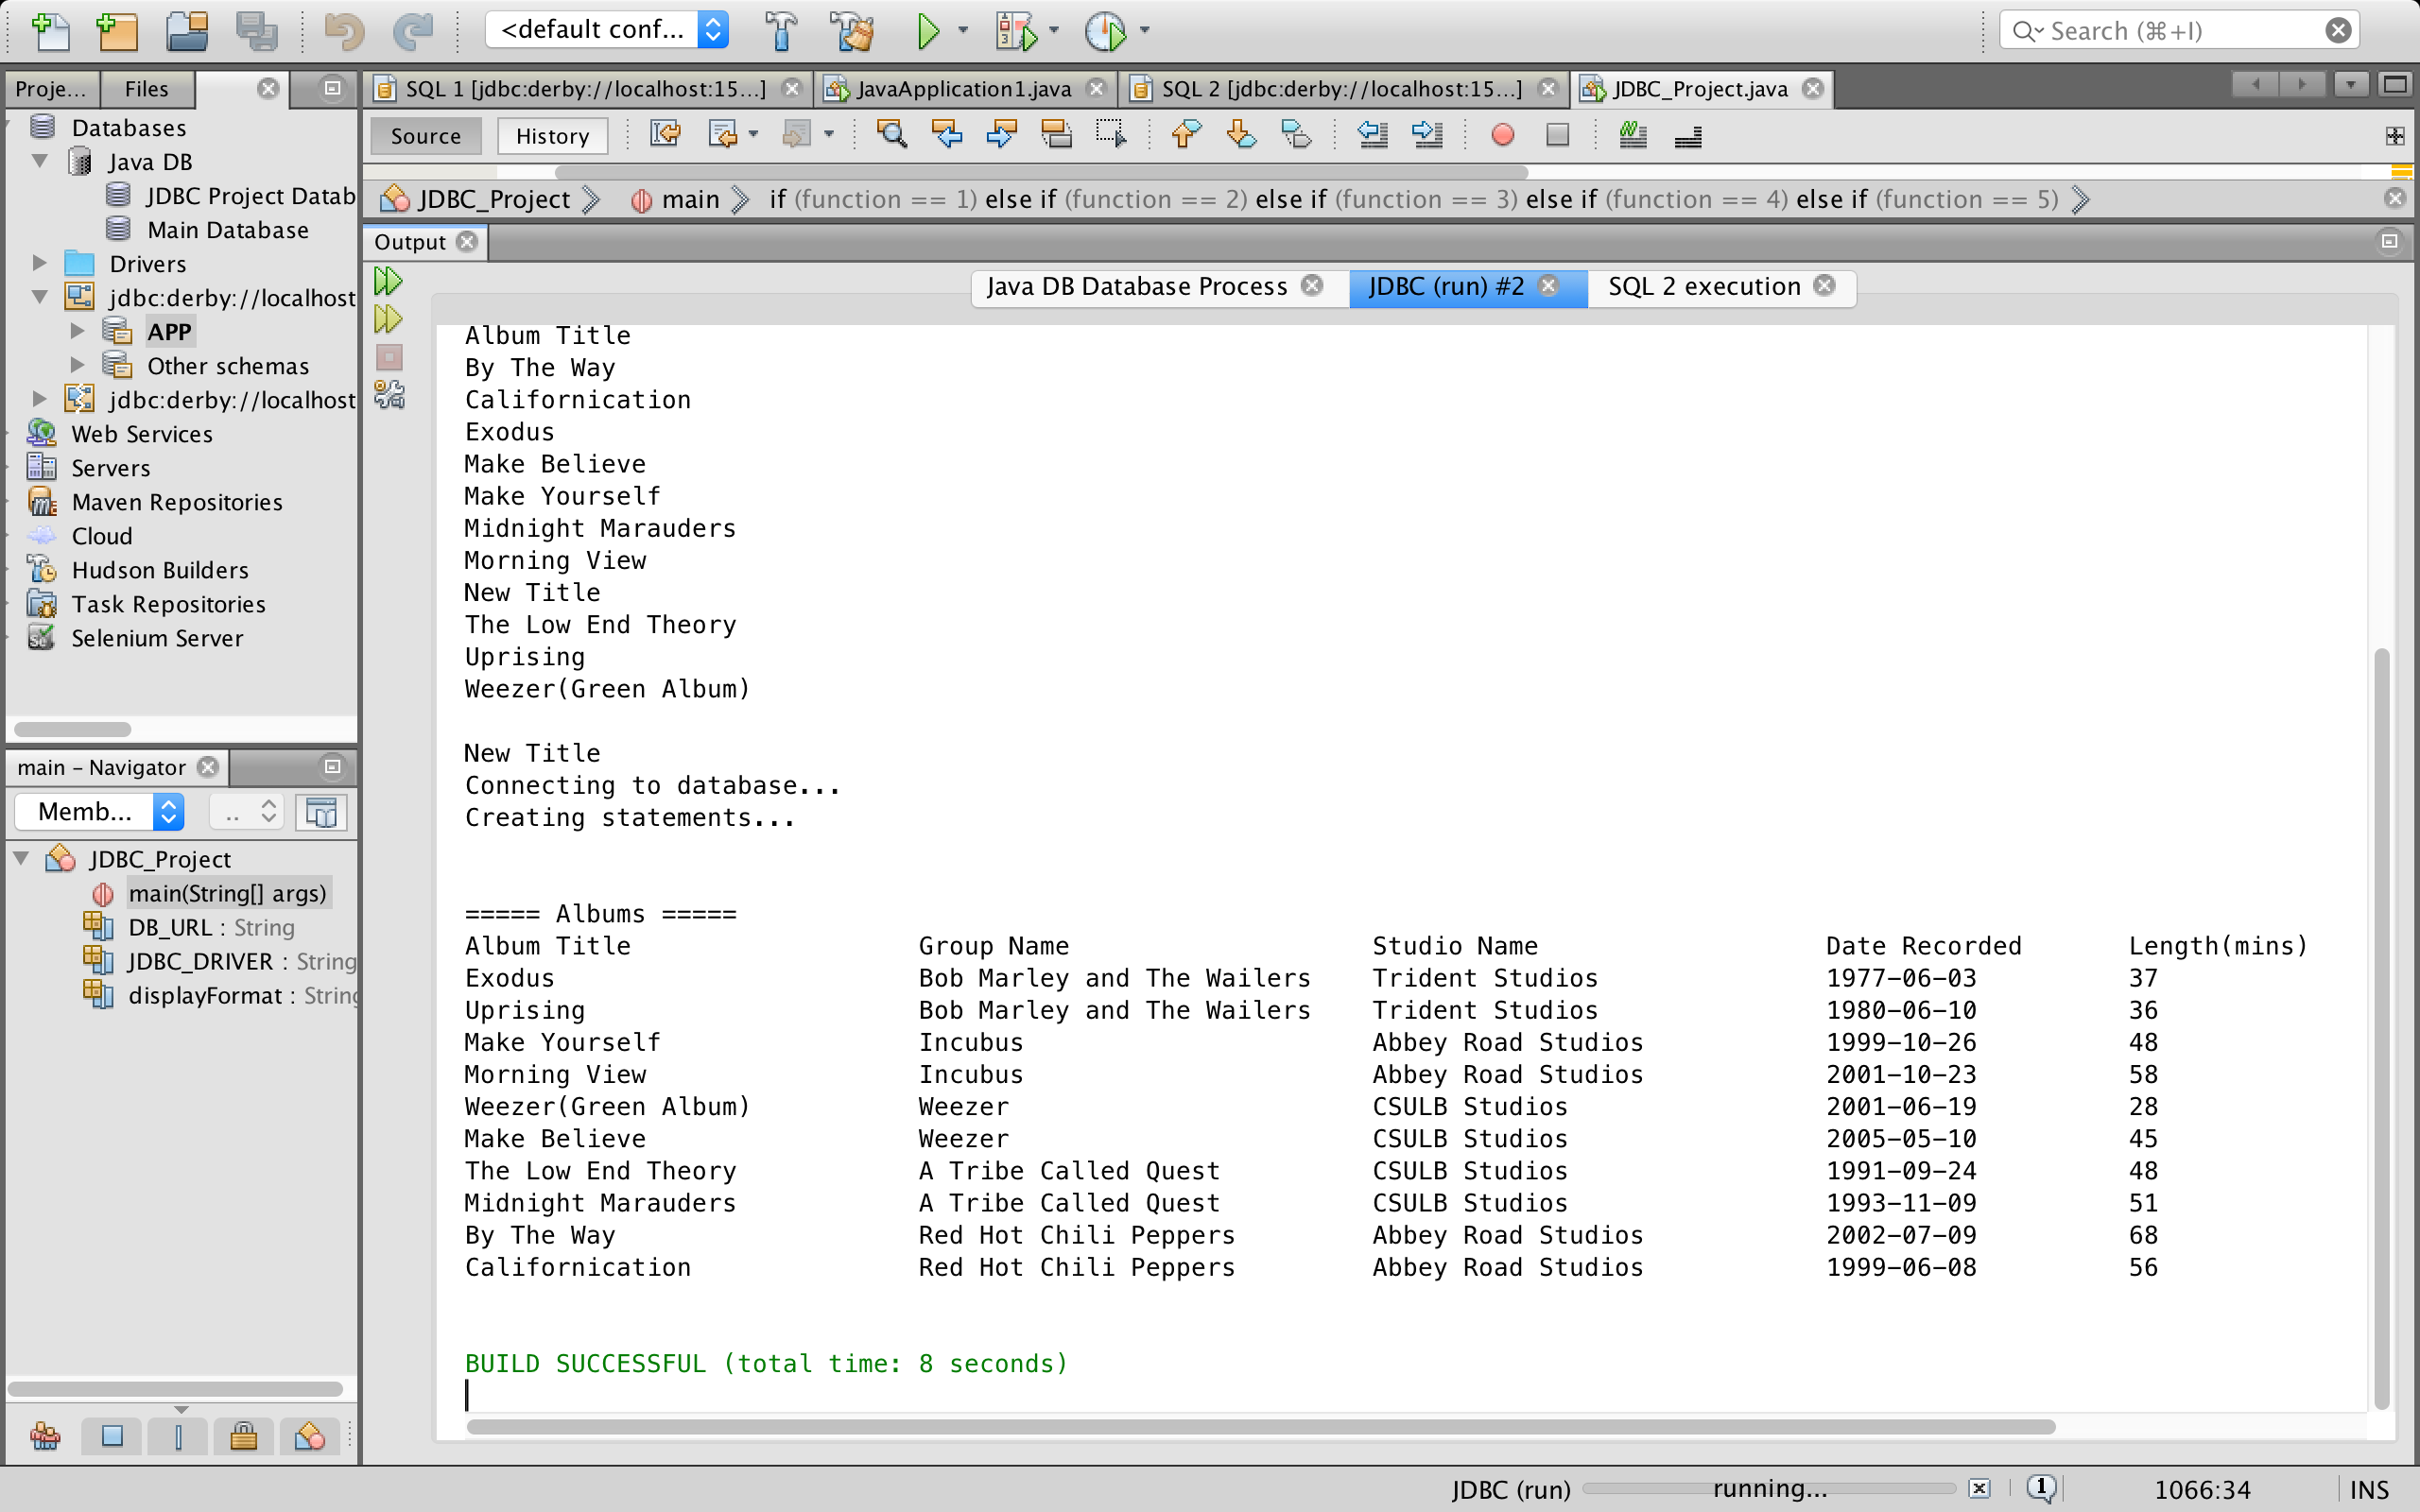 <default conf...
Search (⌘+I)
Proje... Files
SQL 1 [jdbc:derby://localhost:15...] JavaApplication1.java SQL 2 [jdbc:derby://localhost:15...] JDBC_Project.java
Source History
JDBC_Project main if (function == 1) else if (function == 2) else if (function == 3) else if (function == 4) else if (function == 5)
Databases
Java DB
JDBC Project Datab
Main Database
Drivers
jdbc:derby://localhost
APP
Other schemas
jdbc:derby://localhost
Web Services
Servers
Maven Repositories
Cloud
Hudson Builders
Task Repositories
Selenium Server
main – Navigator
Memb... ..
JDBC_Project
main(String[] args)
DB_URL : String
JDBC_DRIVER : String
displayFormat : String
Output
Java DB Database Process JDBC (run) #2 SQL 2 execution
Album Title
By The Way
Californication
Exodus
Make Believe
Make Yourself
Midnight Marauders
Morning View
New Title
The Low End Theory
Uprising
Weezer(Green Album)
New Title
Connecting to database...
Creating statements...
===== Albums =====
Album Title Group Name Studio Name Date Recorded Length(mins)
Exodus Bob Marley and The Wailers Trident Studios 1977-06-03 37
Uprising Bob Marley and The Wailers Trident Studios 1980-06-10 36
Make Yourself Incubus Abbey Road Studios 1999-10-26 48
Morning View Incubus Abbey Road Studios 2001-10-23 58
Weezer(Green Album) Weezer CSULB Studios 2001-06-19 28
Make Believe Weezer CSULB Studios 2005-05-10 45
The Low End Theory A Tribe Called Quest CSULB Studios 1991-09-24 48
Midnight Marauders A Tribe Called Quest CSULB Studios 1993-11-09 51
By The Way Red Hot Chili Peppers Abbey Road Studios 2002-07-09 68
Californication Red Hot Chili Peppers Abbey Road Studios 1999-06-08 56
BUILD SUCCESSFUL (total time: 8 seconds)
JDBC (run) running... 1 1066:34 INS